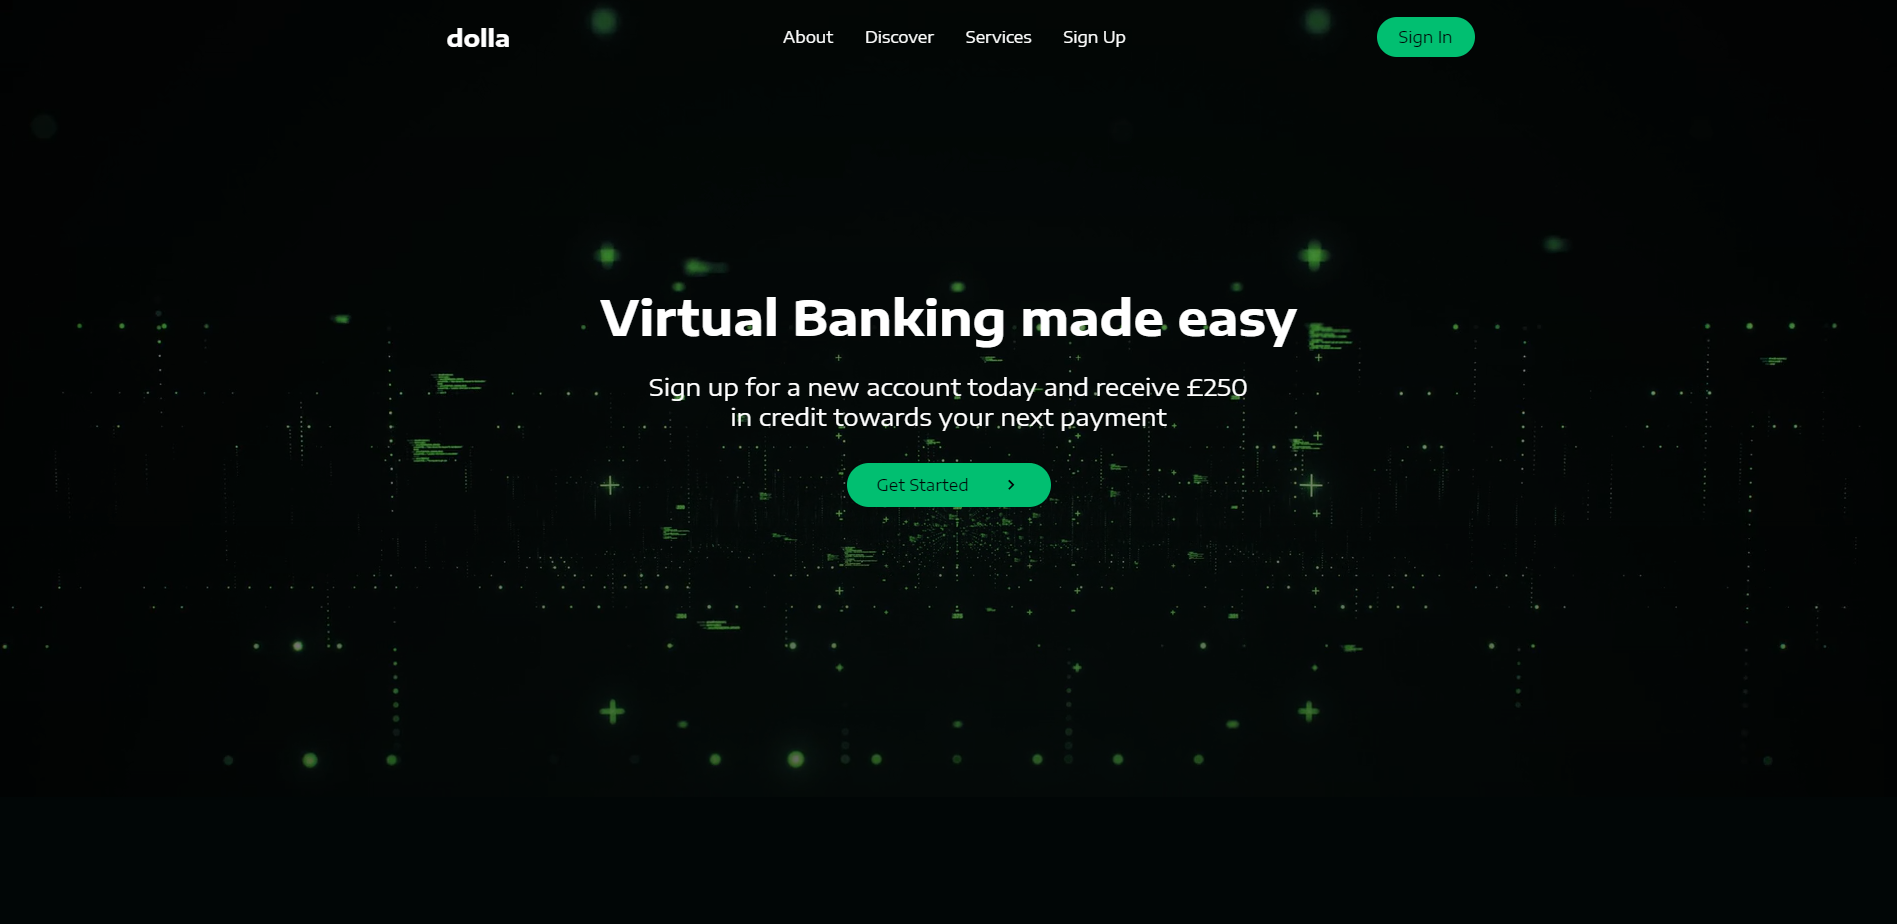 dolla
About
Discover
Services
Sign Up
Sign In
Virtual Banking made easy
Sign up for a new account today and receive £250
in credit towards your next payment
Get Started